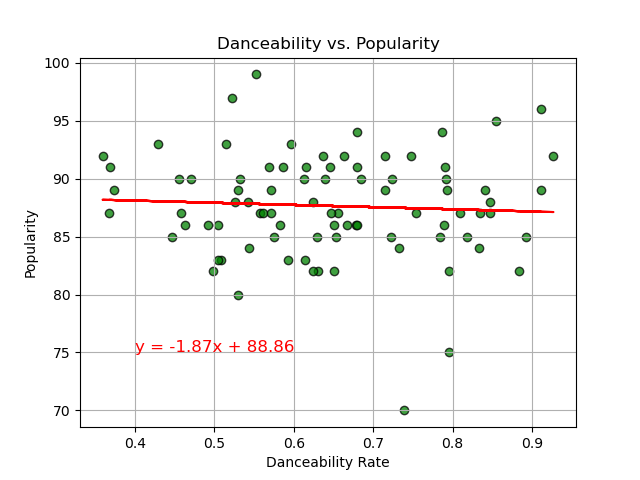 Danceability vs. Popularity
Popularity
100
95
90
85
80
75
70
y = -1.87x + 88.86
0.4 0.5 0.6 0.7 0.8 0.9
Danceability Rate